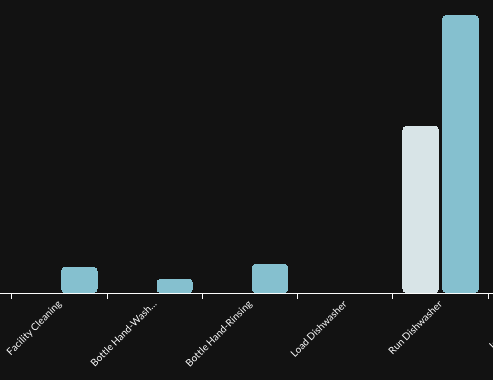 Facility Cleaning
Bottle Hand-Wash...
Bottle Hand-Rinsing
Load Dishwasher
Run Dishwasher